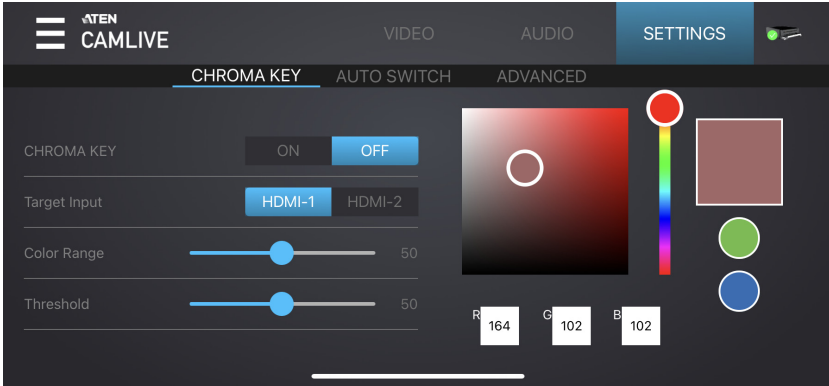 ATEN
CAMLIVE
VIDEO AUDIO SETTINGS
CHROMA KEY AUTO SWITCH ADVANCED
CHROMA KEY ON OFF
Target Input HDMI-1 HDMI-2
Color Range 50
Threshold 50
R 164 G 102 B 102